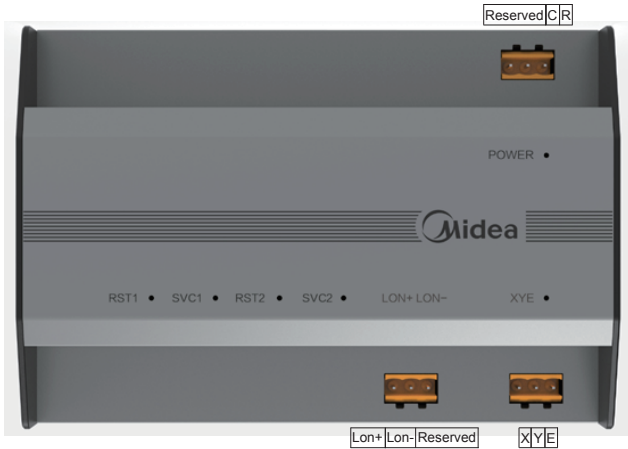 Reserved C R
POWER
Midea
RST1 SVC1 RST2 SVC2 LON+ LON− XYE
Lon+ Lon- Reserved X Y E